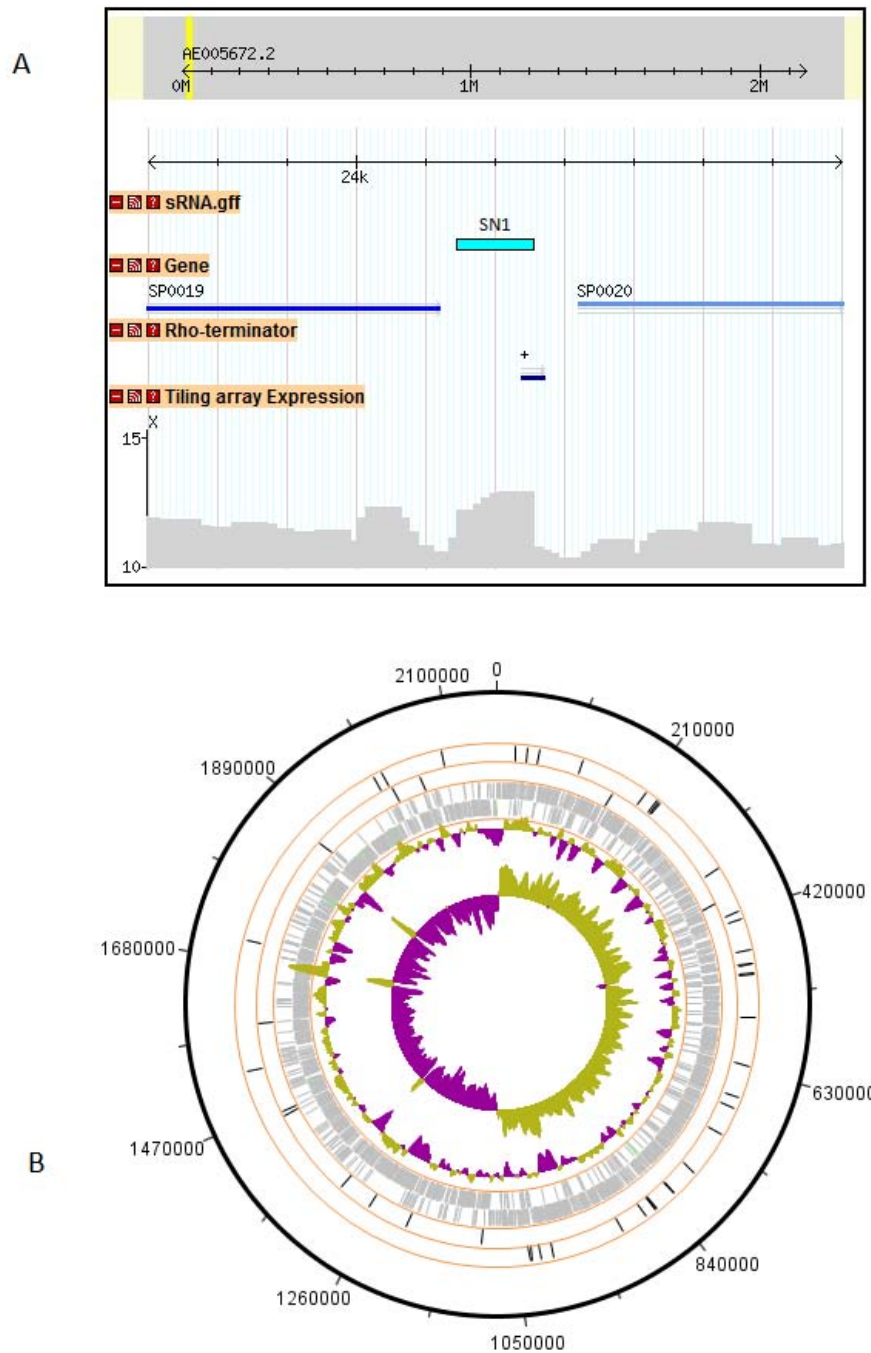 A
AE005672.2
0M 1M 2M
24k
sRNA.gff
SN1
Gene
SP0019 SP0020
Rho-terminator
+
Tiling array Expression
X
15
10
B
0
210000
420000
630000
840000
1050000
1260000
1470000
1680000
1890000
2100000